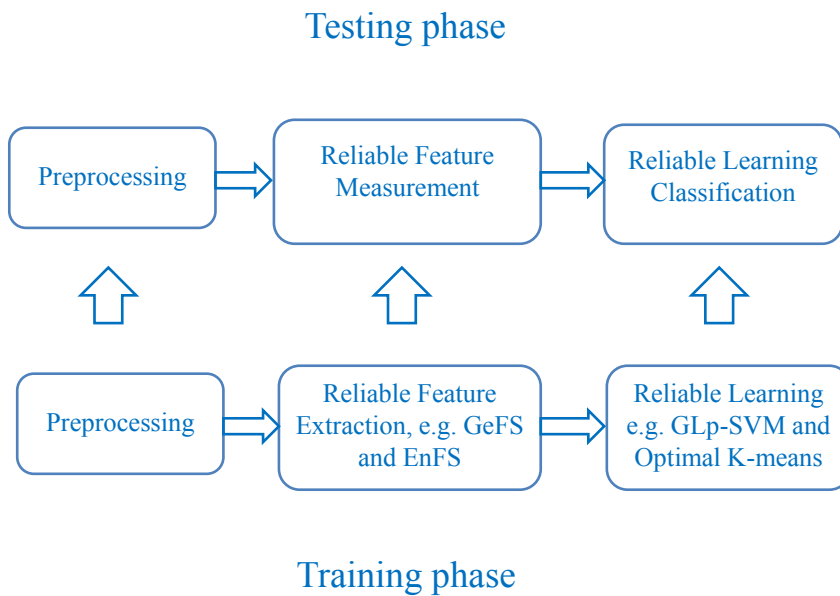 Testing phase
Preprocessing
Reliable Feature
Measurement
Reliable Learning
Classification
Preprocessing
Reliable Feature
Extraction, e.g. GeFS
and EnFS
Reliable Learning
e.g. GLp-SVM and
Optimal K-means
Training phase